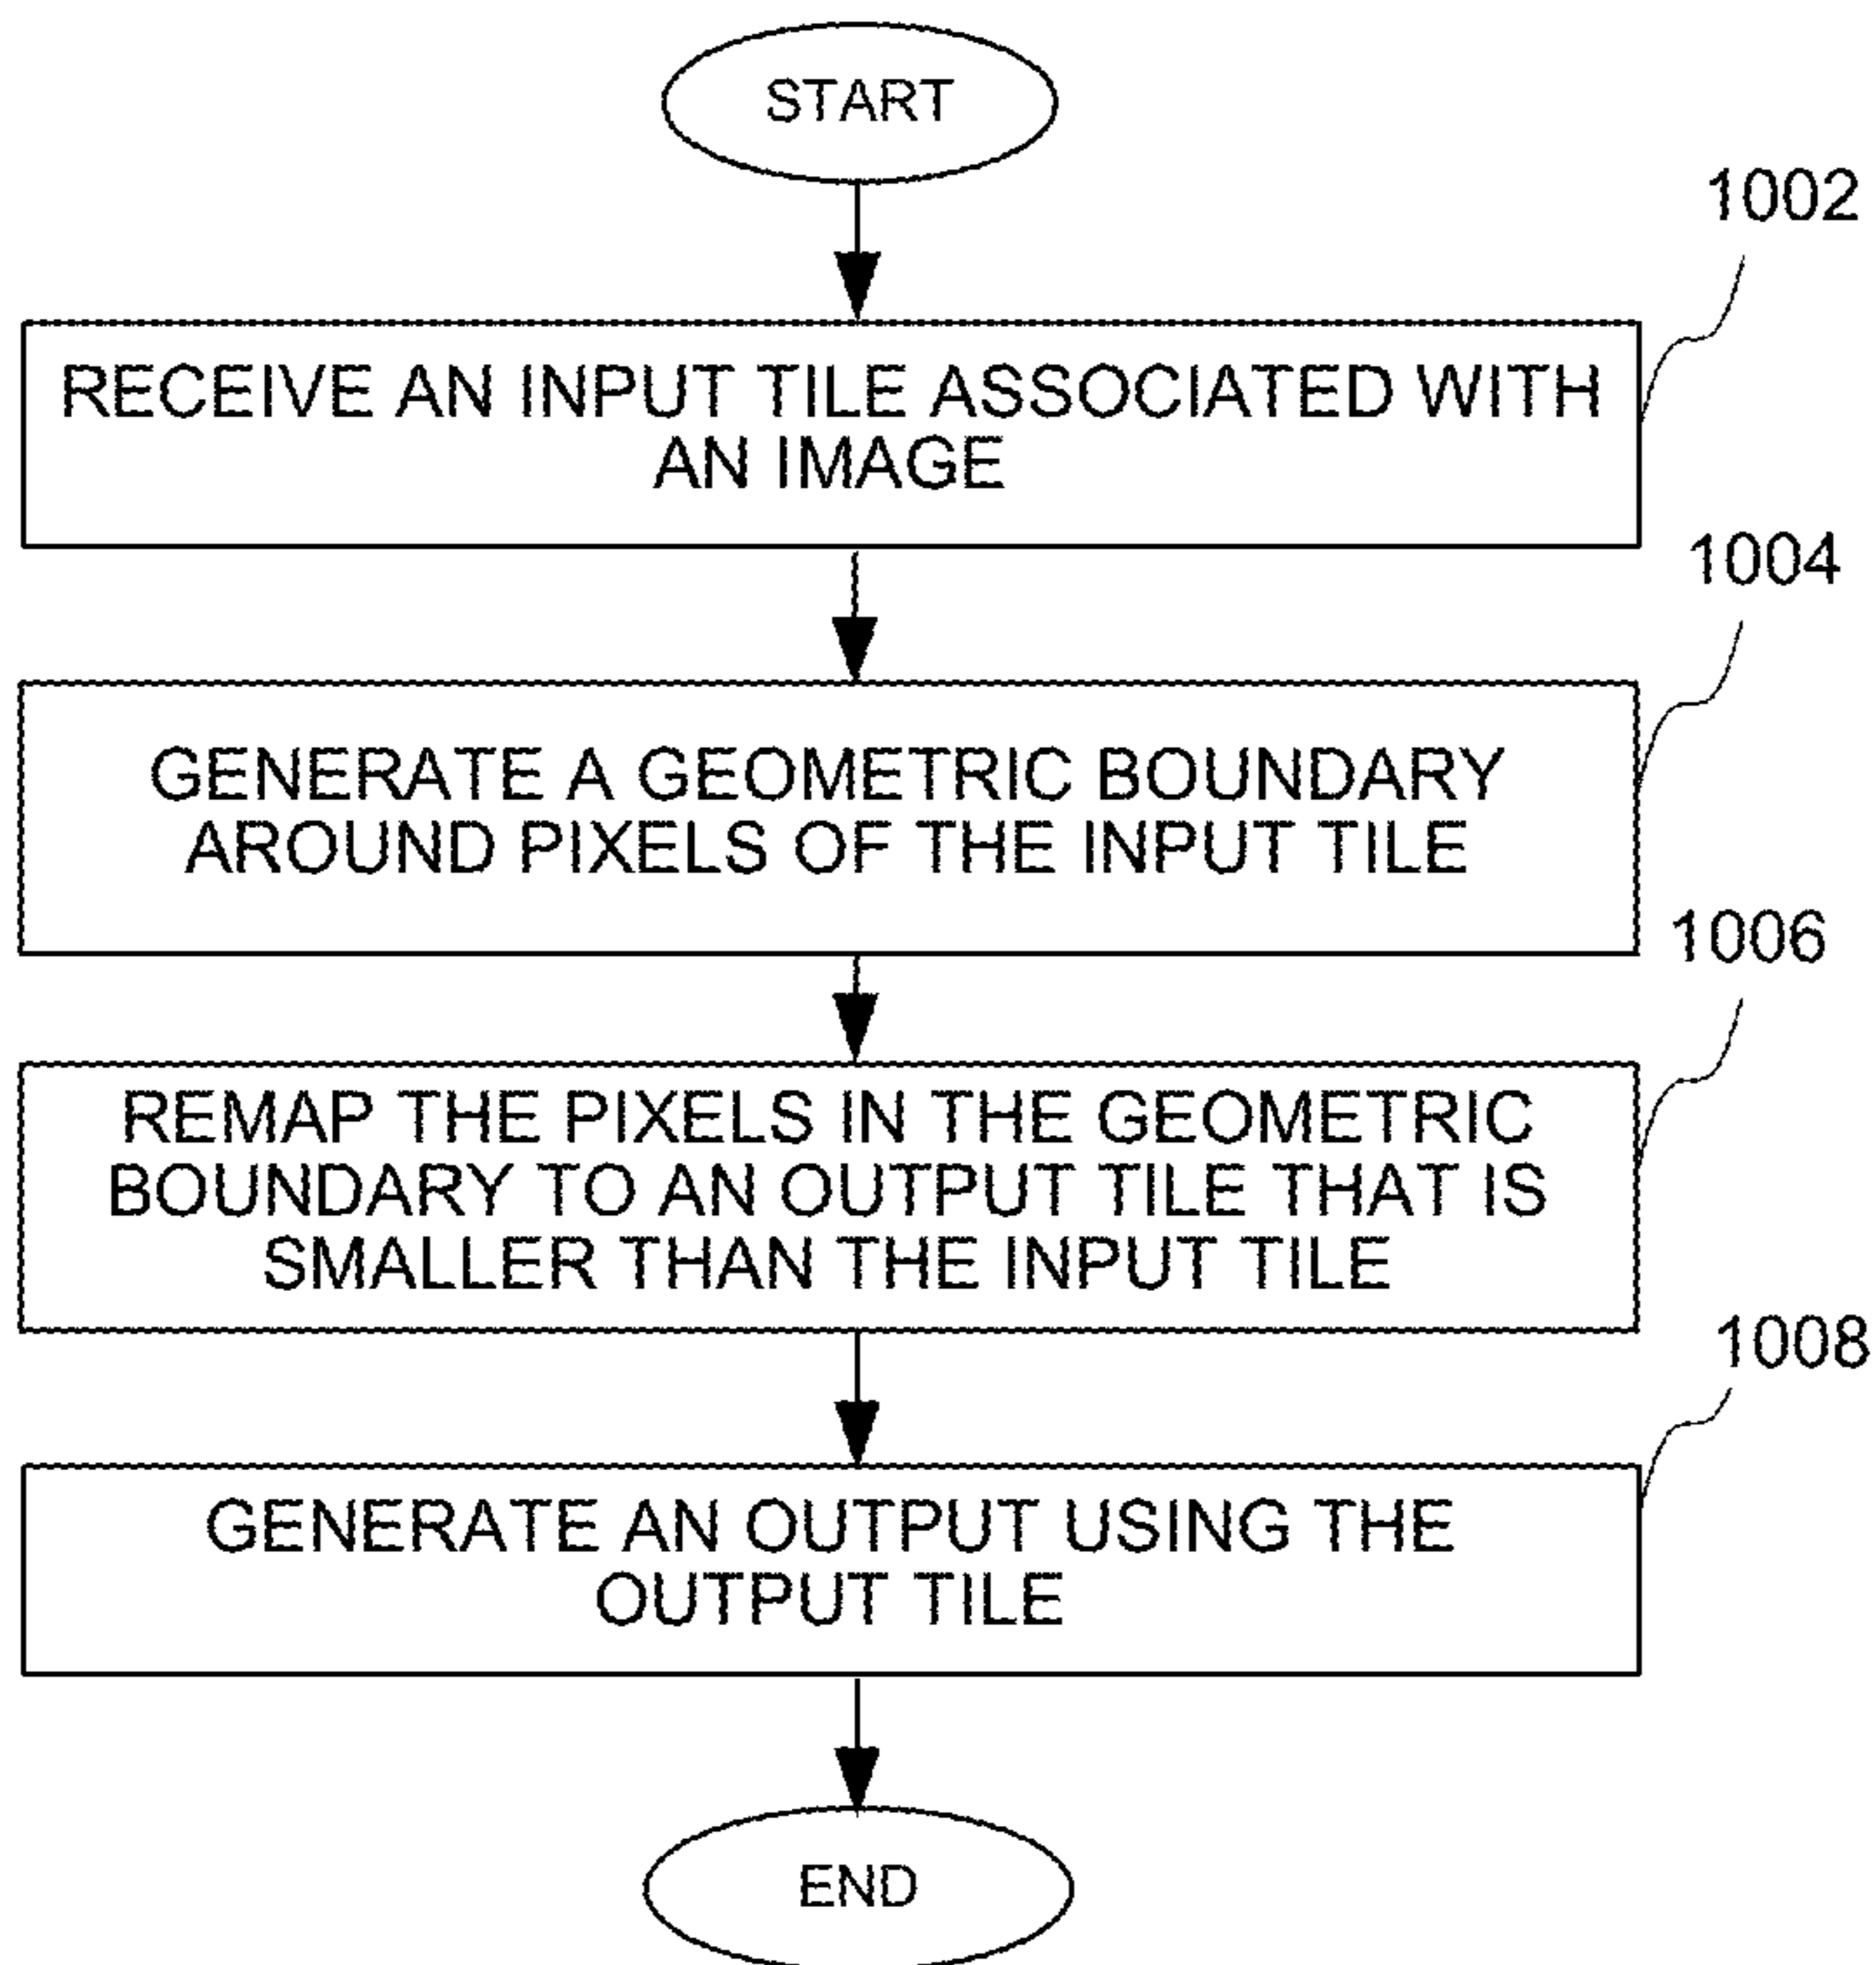 START
1002
RECEIVE AN INPUT TILE ASSOCIATED WITH
AN IMAGE
1004
GENERATE A GEOMETRIC BOUNDARY
AROUND PIXELS OF THE INPUT TILE
1006
REMAP THE PIXELS IN THE GEOMETRIC
BOUNDARY TO AN OUTPUT TILE THAT IS
SMALLER THAN THE INPUT TILE
1008
GENERATE AN OUTPUT USING THE
OUTPUT TILE
END